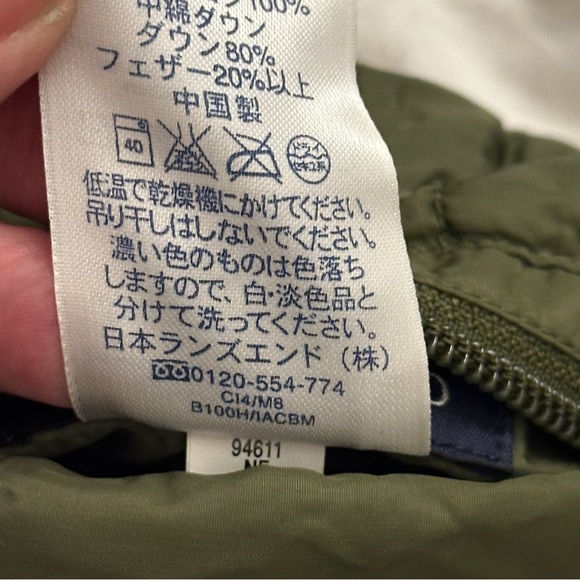 100%
中綿ダウン
ダウン80%
フェザー20%以上
中国製
40 ドライ セキユ系
低温で乾燥機にかけてください。
吊り干しはしないでください。
濃い色のものは色落ち
しますので、白・淡色品と
分けて洗ってください。
日本ランズエンド（株）
0120-554-774
CI4/M8
B100H/IACBM
94611